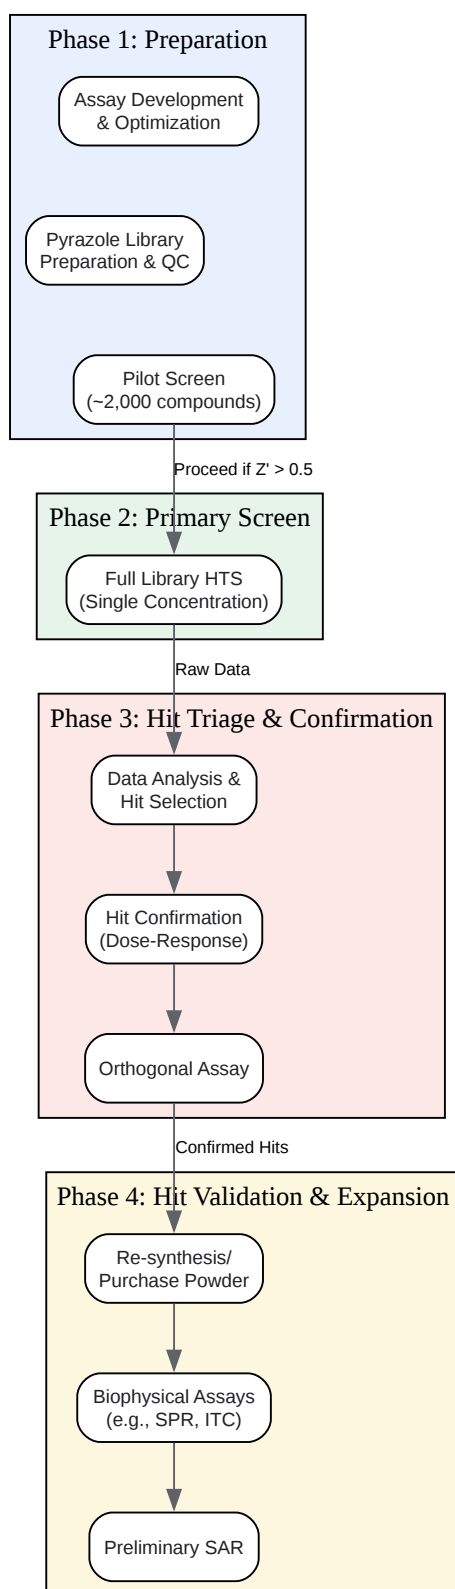 Phase 1: Preparation
Assay Development
& Optimization
Pyrazole Library
Preparation & QC
Pilot Screen
(~2,000 compounds)
Proceed if Z' > 0.5
Phase 2: Primary Screen
Full Library HTS
(Single Concentration)
Raw Data
Phase 3: Hit Triage & Confirmation
Data Analysis &
Hit Selection
Hit Confirmation
(Dose-Response)
Orthogonal Assay
Confirmed Hits
Phase 4: Hit Validation & Expansion
Re-synthesis/
Purchase Powder
Biophysical Assays
(e.g., SPR, ITC)
Preliminary SAR